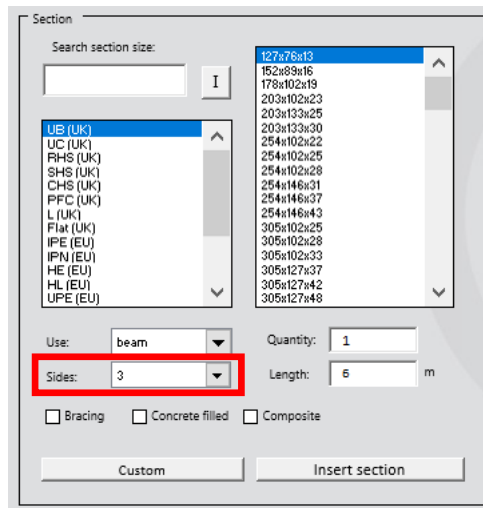 Section
Search section size:
I
UB (UK)
UC (UK)
RHS (UK)
SHS (UK)
CHS (UK)
PFC (UK)
L (UK)
Flat (UK)
IPE (EU)
IPN (EU)
HE (EU)
HL (EU)
UPE (EU)
127x76x13
152x89x16
178x102x19
203x102x23
203x133x25
203x133x30
254x102x22
254x102x25
254x102x28
254x146x31
254x146x37
254x146x43
305x102x25
305x102x28
305x102x33
305x127x37
305x127x42
305x127x48
Use: beam
Quantity: 1
Sides: 3
Length: 6 m
Bracing Concrete filled Composite
Custom Insert section